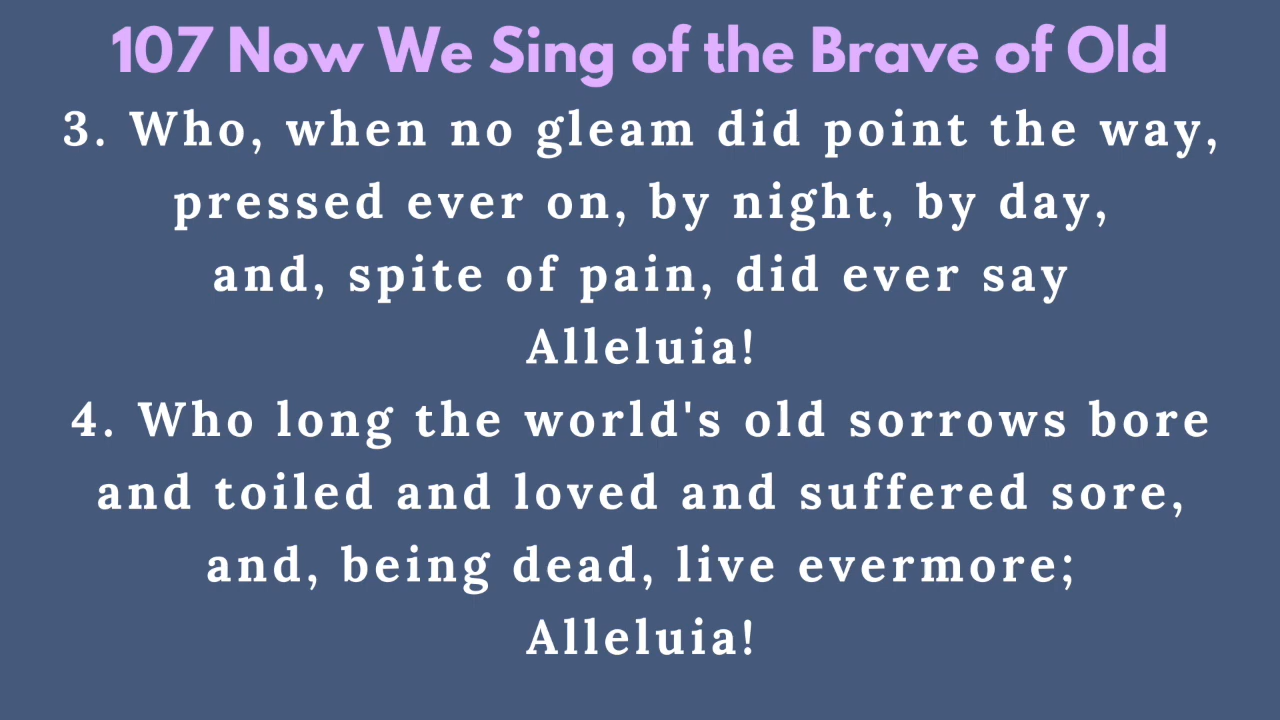 107 Now We Sing of the Brave of Old
3. Who, when no gleam did point the way,
pressed ever on, by night, by day,
and, spite of pain, did ever say
Alleluia!
4. Who long the world's old sorrows bore
and toiled and loved and suffered sore,
and, being dead, live evermore;
Alleluia!